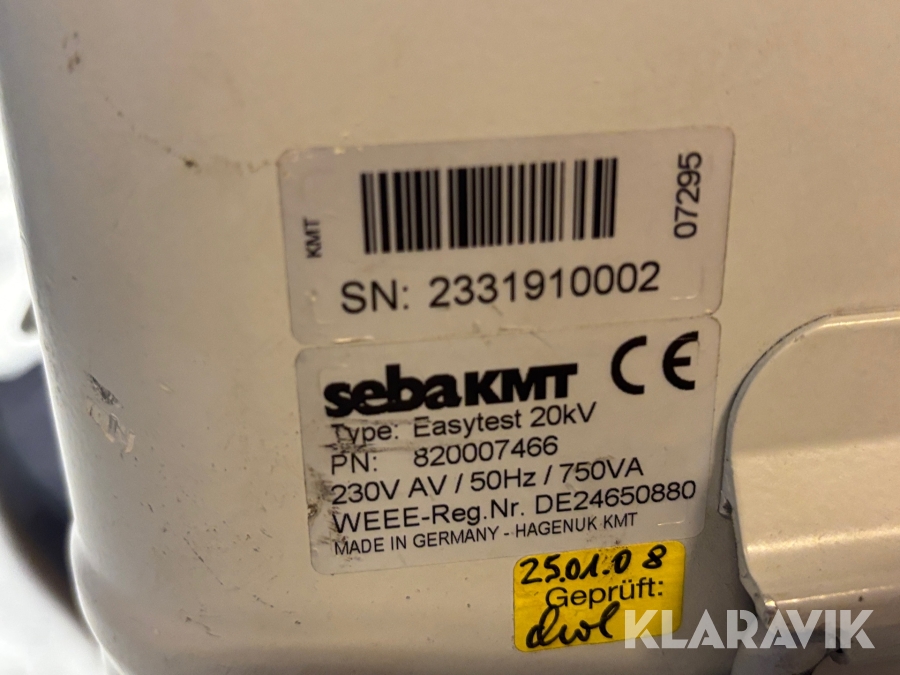 KMT
07295
SN: 2331910002
sebaKMT CE
Type: Easytest 20kV
PN: 820007466
230V AV / 50Hz / 750VA
WEEE-Reg.Nr. DE24650880
MADE IN GERMANY - HAGENUK KMT
25.01.08
Geprüft:
KLARAVIK